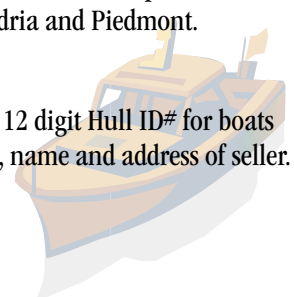 dria and Piedmont.
12 digit Hull ID# for boats
, name and address of seller.